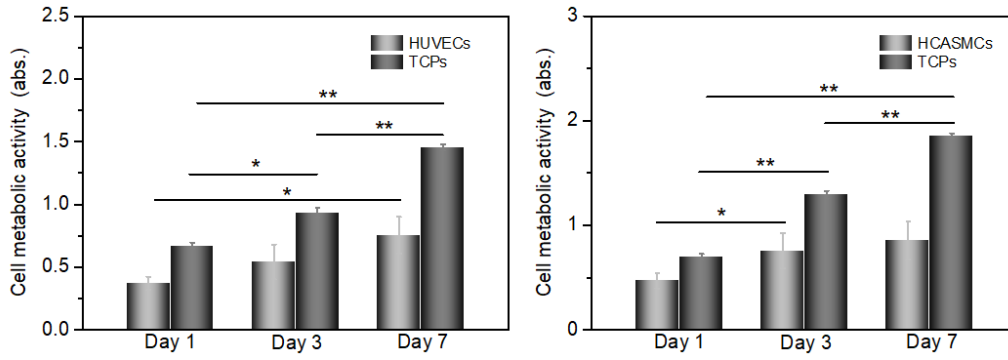 Cell metabolic activity (abs.)
2.5
2.0
1.5
1.0
0.5
0.0
HUVECs
TCPs
**
**
*
*
Day 1 Day 3 Day 7
Cell metabolic activity (abs.)
3
2
1
0
HCASMCs
TCPs
**
**
**
*
Day 1 Day 3 Day 7